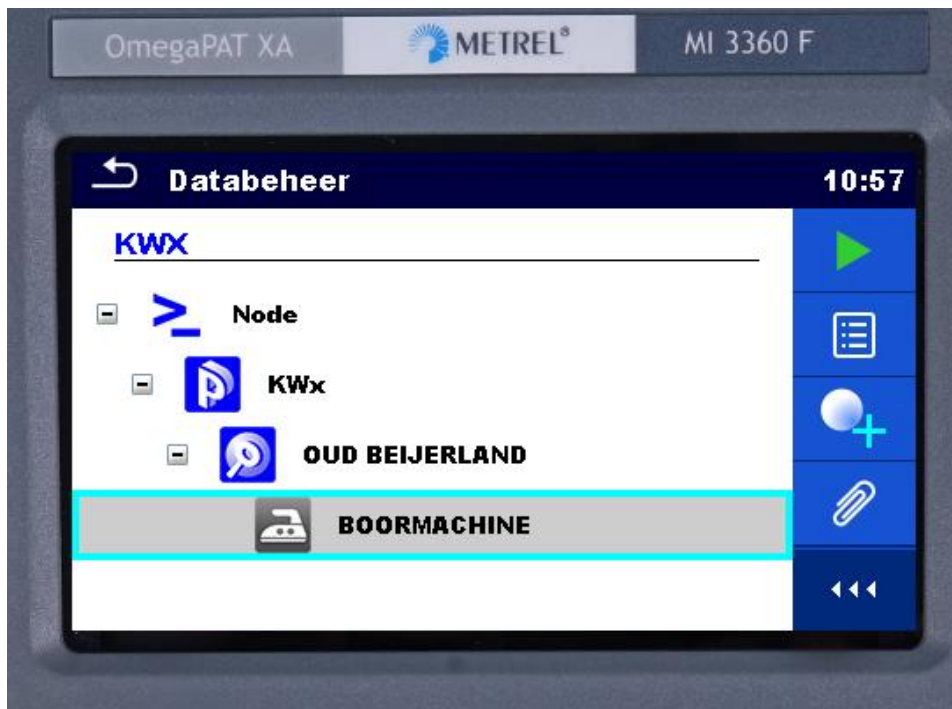 OmegaPAT XA METREL® MI 3360 F
Databeheer 10:57
KWX
>_ Node
KWx
OUD BEIJERLAND
BOORMACHINE